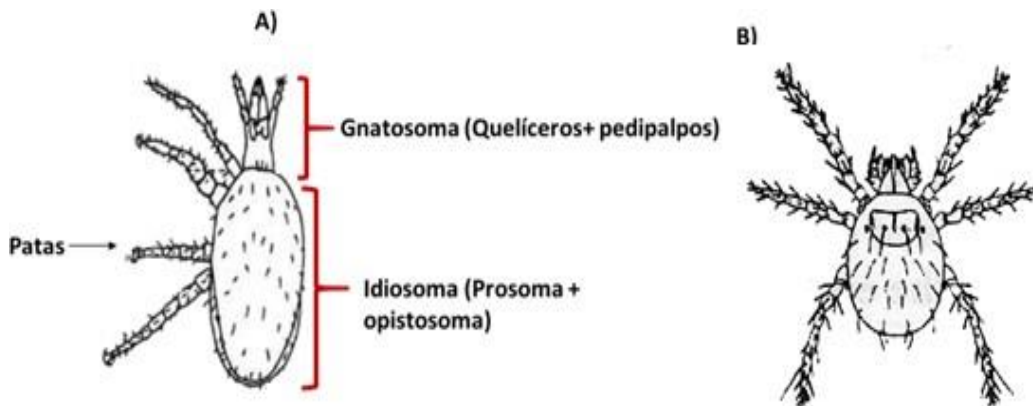 A)
B)
Gnatosoma (Quelíceros+ pedipalpos)
Patas
Idiosoma (Prosoma +
opistosoma)